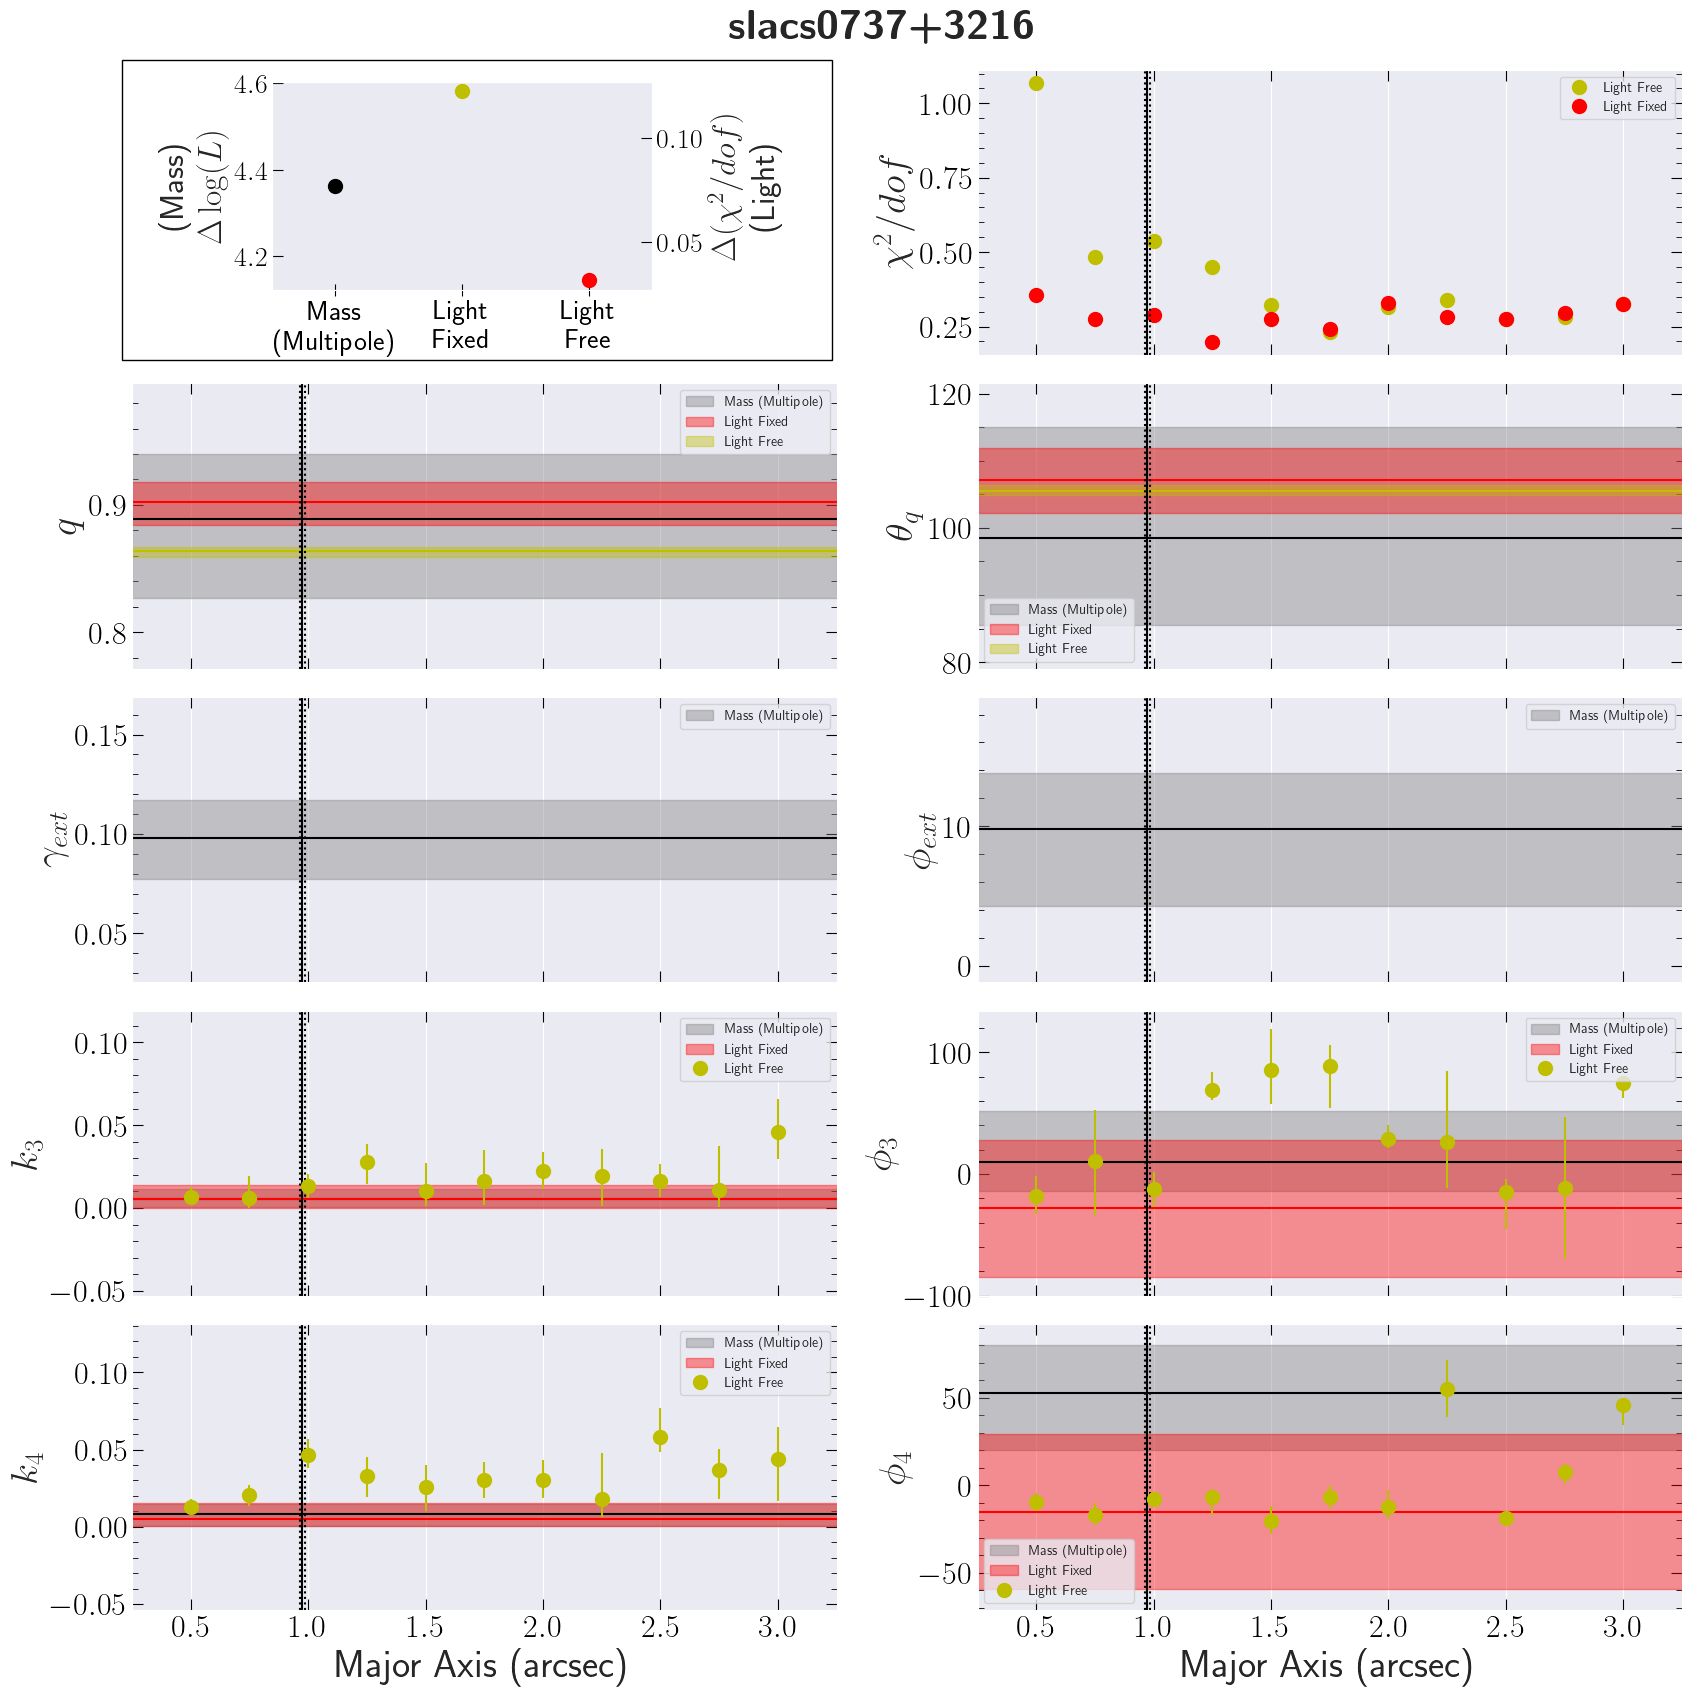 slacs0737+3216
4.6
4.4
4.2
(Mass)
Δ log(L)
0.10
0.05
Δ(χ²/dof)
(Light)
Mass
(Multipole)
Light
Fixed
Light
Free
1.00
0.75
0.50
0.25
χ²/dof
Light Free
Light Fixed
0.9
0.8
q
Mass (Multipole)
Light Fixed
Light Free
120
100
80
θ_q
Mass (Multipole)
Light Fixed
Light Free
0.15
0.10
0.05
γ_ext
Mass (Multipole)
10
0
ϕ_ext
Mass (Multipole)
0.10
0.05
0.00
−0.05
k₃
Mass (Multipole)
Light Fixed
Light Free
100
0
−100
ϕ₃
Mass (Multipole)
Light Fixed
Light Free
0.10
0.05
0.00
−0.05
k₄
Mass (Multipole)
Light Fixed
Light Free
0.5 1.0 1.5 2.0 2.5 3.0
Major Axis (arcsec)
50
0
−50
ϕ₄
Mass (Multipole)
Light Fixed
Light Free
0.5 1.0 1.5 2.0 2.5 3.0
Major Axis (arcsec)